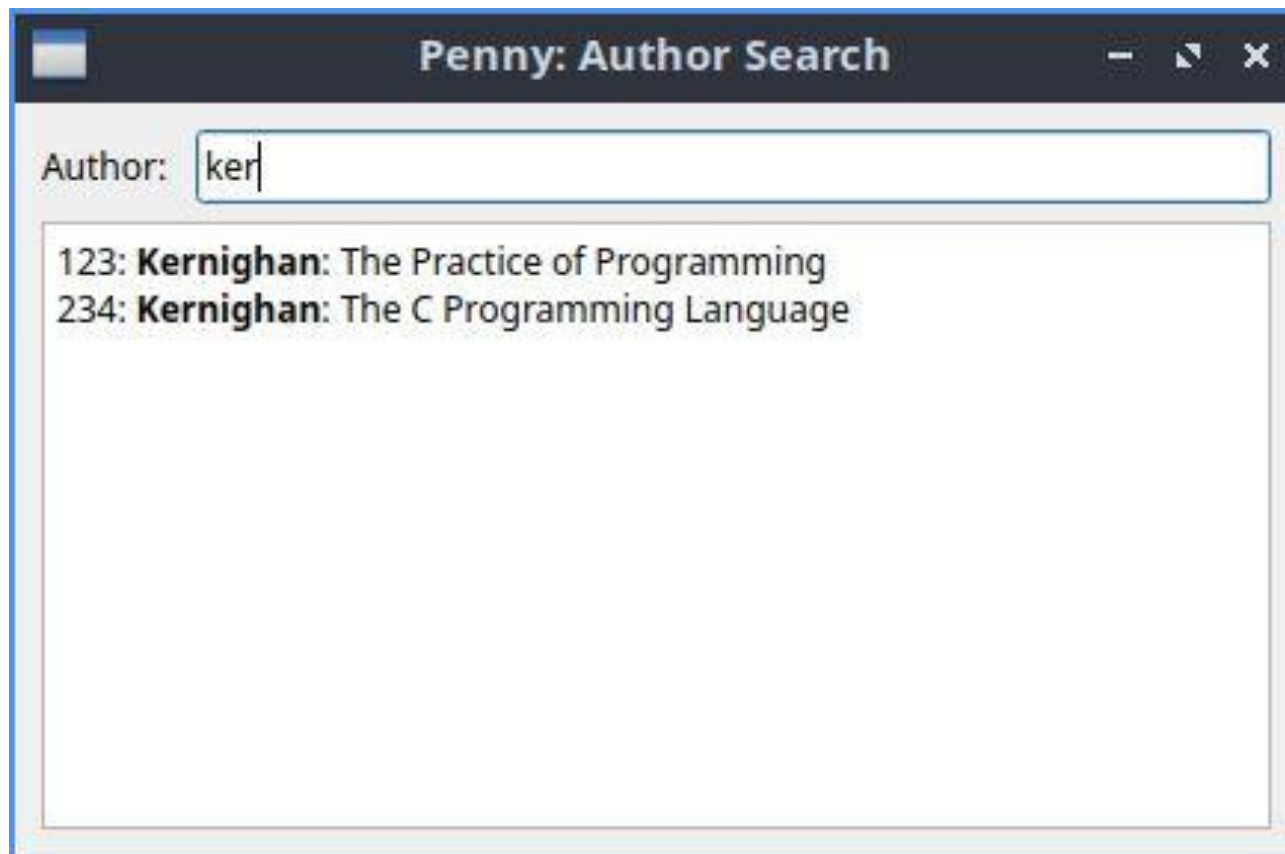 Penny: Author Search
Author: ker
123: Kernighan: The Practice of Programming
234: Kernighan: The C Programming Language